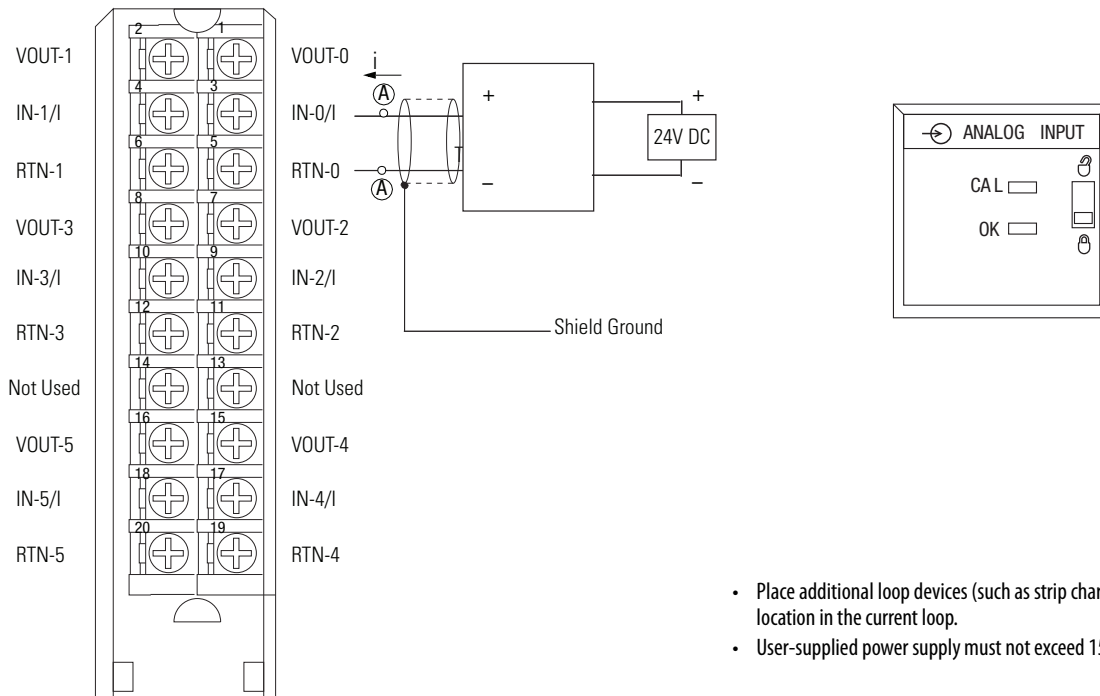 2 1
VOUT-1 VOUT-0 i
4 3 A + +
IN-1/I IN-0/I
24V DC
6 5
RTN-1 RTN-0 T
A – –
8 7
VOUT-3 VOUT-2
10 9
IN-3/I IN-2/I
12 11
RTN-3 RTN-2 Shield Ground
14 13
Not Used Not Used
16 15
VOUT-5 VOUT-4
18 17
IN-5/I IN-4/I
20 19
RTN-5 RTN-4
ANALOG INPUT
CAL
OK
• Place additional loop devices (such as strip char
location in the current loop.
• User-supplied power supply must not exceed 15